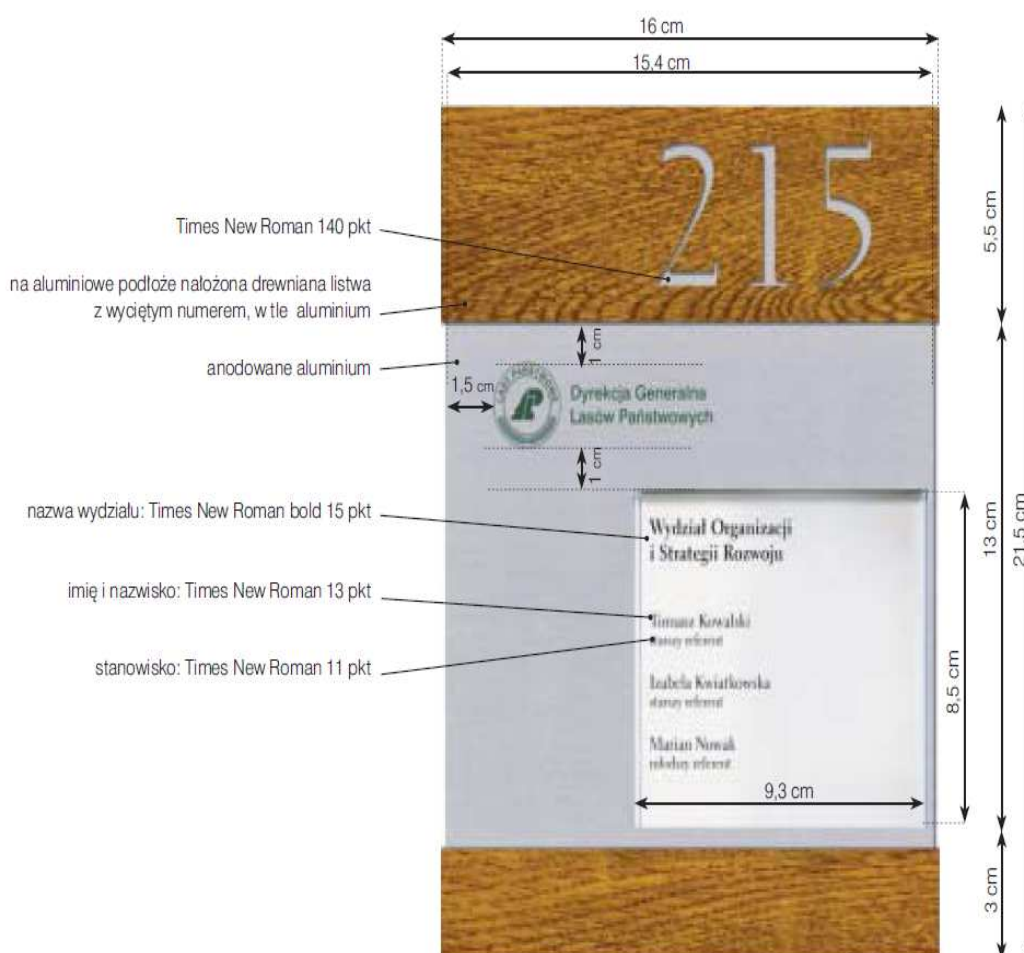 16 cm
15,4 cm
215
5,5 cm
Times New Roman 140 pkt
na aluminiowe podłoże nałożona drewniana listwa
z wyciętym numerem, w tle aluminium
anodowane aluminium
1 cm
1,5 cm
Dyrekcja Generalna
Lasów Państwowych
1 cm
nazwa wydziału: Times New Roman bold 15 pkt
Wydział Organizacji
i Strategii Rozwoju
13 cm
21,5 cm
imię i nazwisko: Times New Roman 13 pkt
Tomasz Kowalski
starszy referent
stanowisko: Times New Roman 11 pkt
Izabela Kwiatkowska
starszy referent
8,5 cm
Marian Nowak
młodszy referent
9,3 cm
3 cm